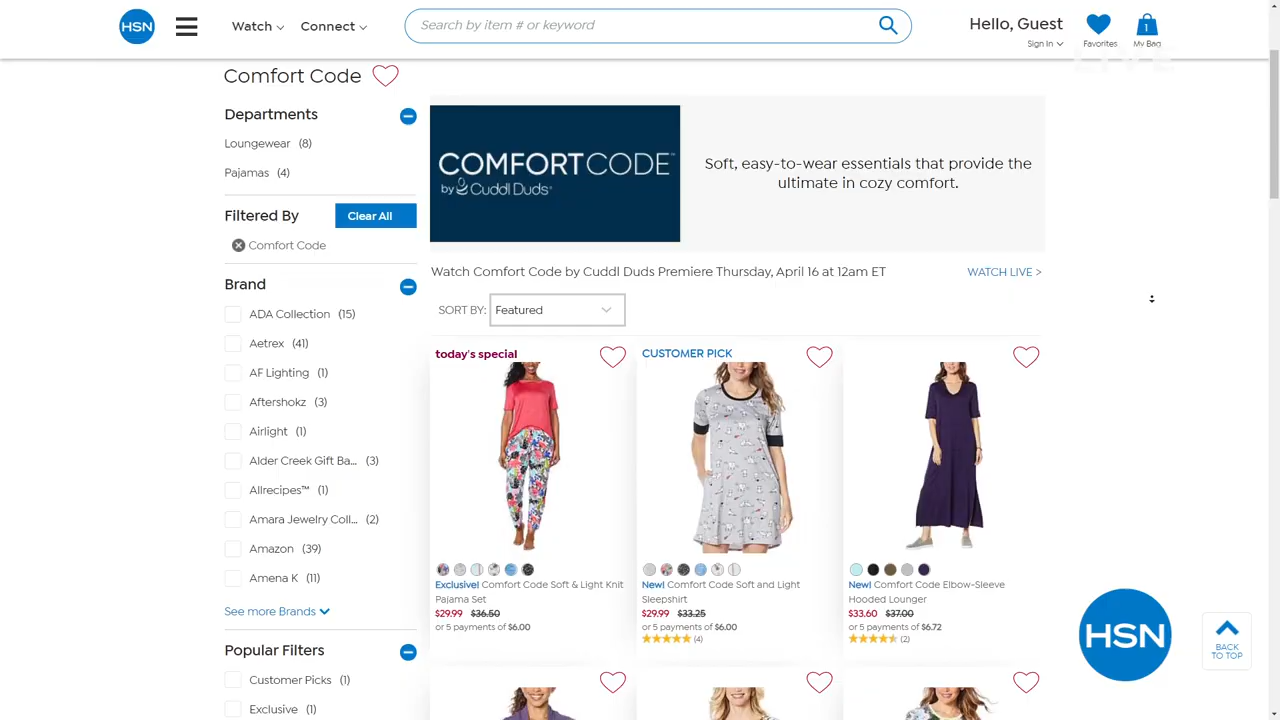 HSN
Watch
Connect
Search by item # or keyword
Hello, Guest
Sign In
Favorites
1
My Bag
Comfort Code
Departments
Loungewear (8)
Pajamas (4)
Filtered By
Clear All
Comfort Code
Brand
ADA Collection (15)
Aetrex (41)
AF Lighting (1)
Aftershokz (3)
Airlight (1)
Alder Creek Gift Ba... (3)
Allrecipes™ (1)
Amara Jewelry Coll... (2)
Amazon (39)
Amena K (11)
See more Brands
Popular Filters
Customer Picks (1)
Exclusive (1)
COMFORTCODE™
by Cuddl Duds®
Soft, easy-to-wear essentials that provide the
ultimate in cozy comfort.
Watch Comfort Code by Cuddl Duds Premiere Thursday, April 16 at 12am ET
WATCH LIVE >
SORT BY: Featured
today's special
Exclusive! Comfort Code Soft & Light Knit
Pajama Set
$29.99 $36.50
or 5 payments of $6.00
CUSTOMER PICK
New! Comfort Code Soft and Light
Sleepshirt
$29.99 $33.25
or 5 payments of $6.00
(4)
New! Comfort Code Elbow-Sleeve
Hooded Lounger
$33.60 $37.00
or 5 payments of $6.72
(2)
HSN
BACK
TO TOP